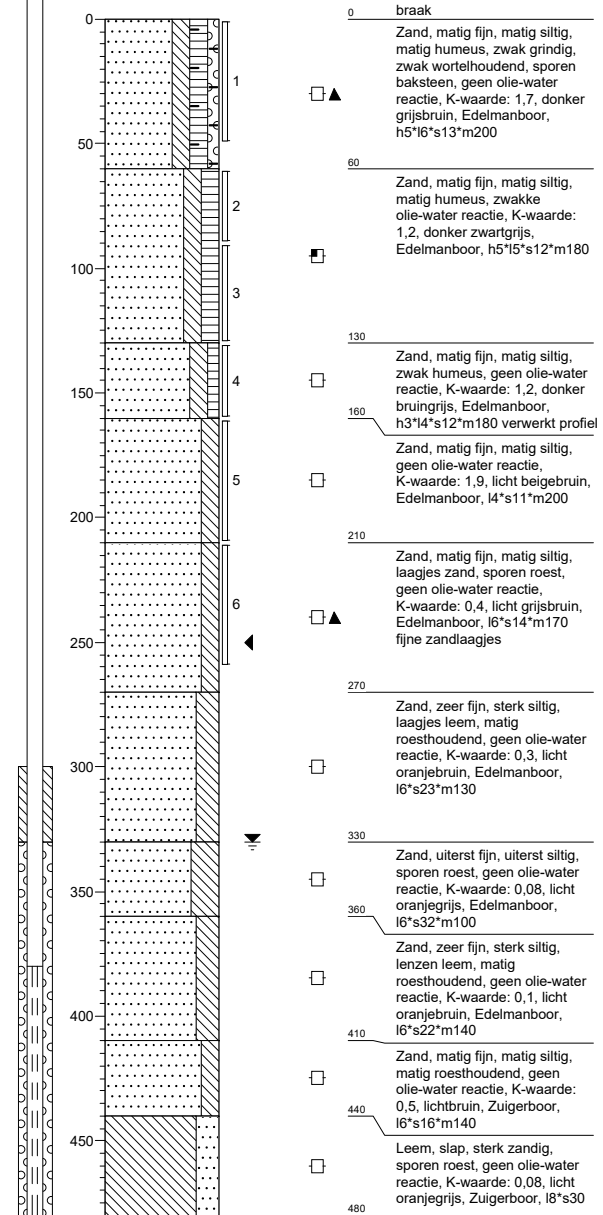 0 braak
Zand, matig fijn, matig siltig,
matig humeus, zwak grindig,
zwak wortelhoudend, sporen
baksteen, geen olie-water
reactie, K-waarde: 1,7, donker
grijsbruin, Edelmanboor,
h5*l6*s13*m200
60
Zand, matig fijn, matig siltig,
matig humeus, zwakke
olie-water reactie, K-waarde:
1,2, donker zwartgrijs,
Edelmanboor, h5*l5*s12*m180
130
Zand, matig fijn, matig siltig,
zwak humeus, geen olie-water
reactie, K-waarde: 1,2, donker
bruingrijs, Edelmanboor,
h3*l4*s12*m180 verwerkt profiel
160
Zand, matig fijn, matig siltig,
geen olie-water reactie,
K-waarde: 1,9, licht beigebruin,
Edelmanboor, l4*s11*m200
210
Zand, matig fijn, matig siltig,
laagjes zand, sporen roest,
geen olie-water reactie,
K-waarde: 0,4, licht grijsbruin,
Edelmanboor, l6*s14*m170
fijne zandlaagjes
270
Zand, zeer fijn, sterk siltig,
laagjes leem, matig
roesthoudend, geen olie-water
reactie, K-waarde: 0,3, licht
oranjebruin, Edelmanboor,
l6*s23*m130
330
Zand, uiterst fijn, uiterst siltig,
sporen roest, geen olie-water
reactie, K-waarde: 0,08, licht
oranjegrijs, Edelmanboor,
l6*s32*m100
360
Zand, zeer fijn, sterk siltig,
lenzen leem, matig
roesthoudend, geen olie-water
reactie, K-waarde: 0,1, licht
oranjebruin, Edelmanboor,
l6*s22*m140
410
Zand, matig fijn, matig siltig,
matig roesthoudend, geen
olie-water reactie, K-waarde:
0,5, lichtbruin, Zuigerboor,
l6*s16*m140
440
Leem, slap, sterk zandig,
sporen roest, geen olie-water
reactie, K-waarde: 0,08, licht
oranjegrijs, Zuigerboor, l8*s30
480
0
50
100
150
200
250
300
350
400
450
1
2
3
4
5
6